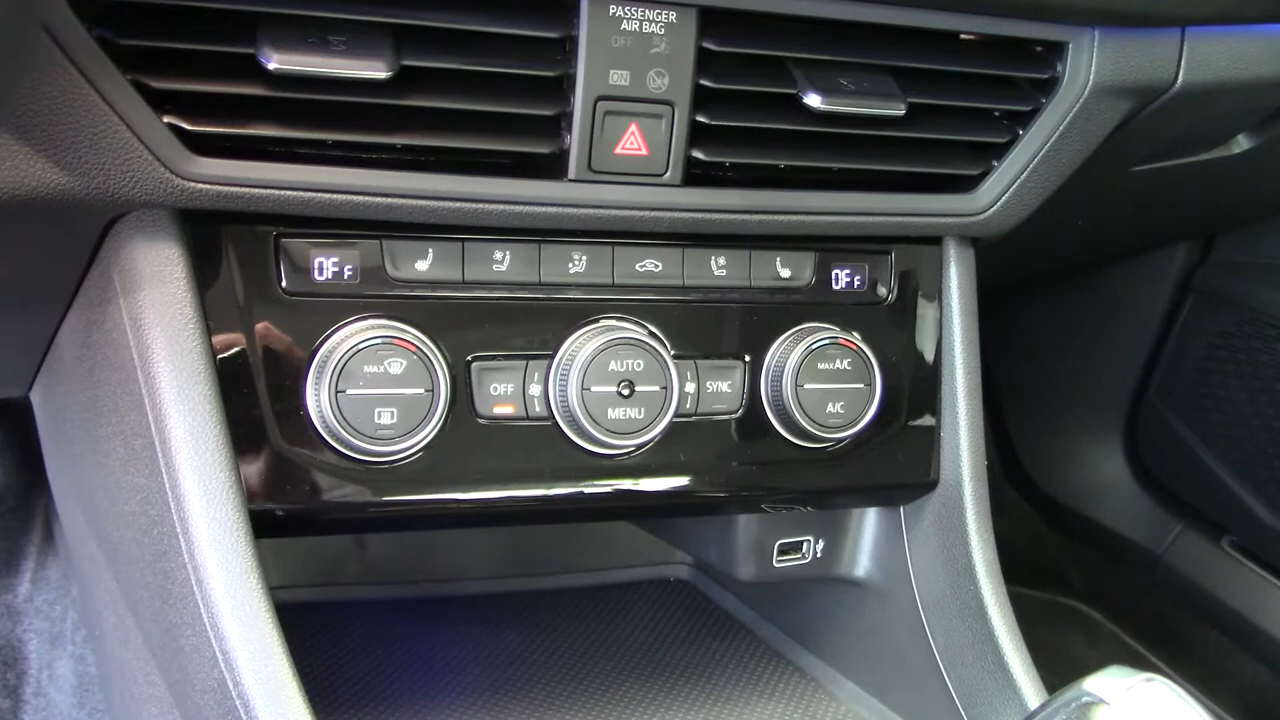 PASSENGER
AIR BAG
OFF
ON
OFF
OFF
MAX
OFF
AUTO
MENU
SYNC
MAX A/C
A/C